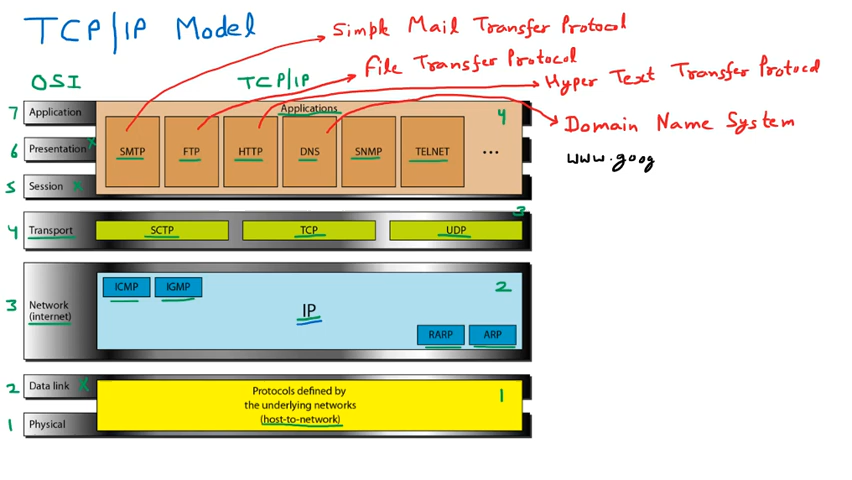 TCP/IP Model
Simple Mail Transfer Protocol
File Transfer Protocol
Hyper Text Transfer Protocol
Domain Name System
www.goog
OSI
TCP/IP
7 Application
Applications
4
6 Presentation x
SMTP FTP HTTP DNS SNMP TELNET ...
5 Session x
3
4 Transport
SCTP TCP UDP
ICMP IGMP
2
3 Network
(internet)
IP
RARP ARP
2 Data link x
1 Physical
Protocols defined by
the underlying networks
(host-to-network)
1